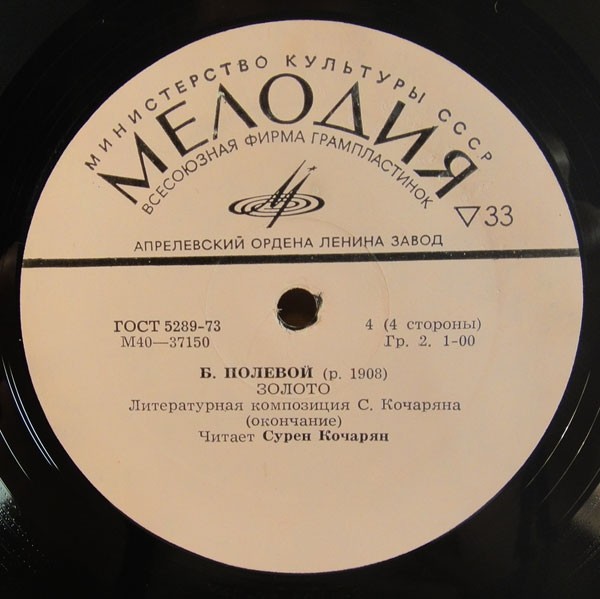 МИНИСТЕРСТВО КУЛЬТУРЫ СССР
МЕЛОДИЯ
ВСЕСОЮЗНАЯ ФИРМА ГРАМПЛАСТИНОК
▽33
АПРЕЛЕВСКИЙ ОРДЕНА ЛЕНИНА ЗАВОД
ГОСТ 5289-73 4 (4 стороны)
М40—37150 Гр. 2. 1-00
Б. ПОЛЕВОЙ (р. 1908)
ЗОЛОТО
Литературная композиция С. Кочаряна
(окончание)
Читает Сурен Кочарян